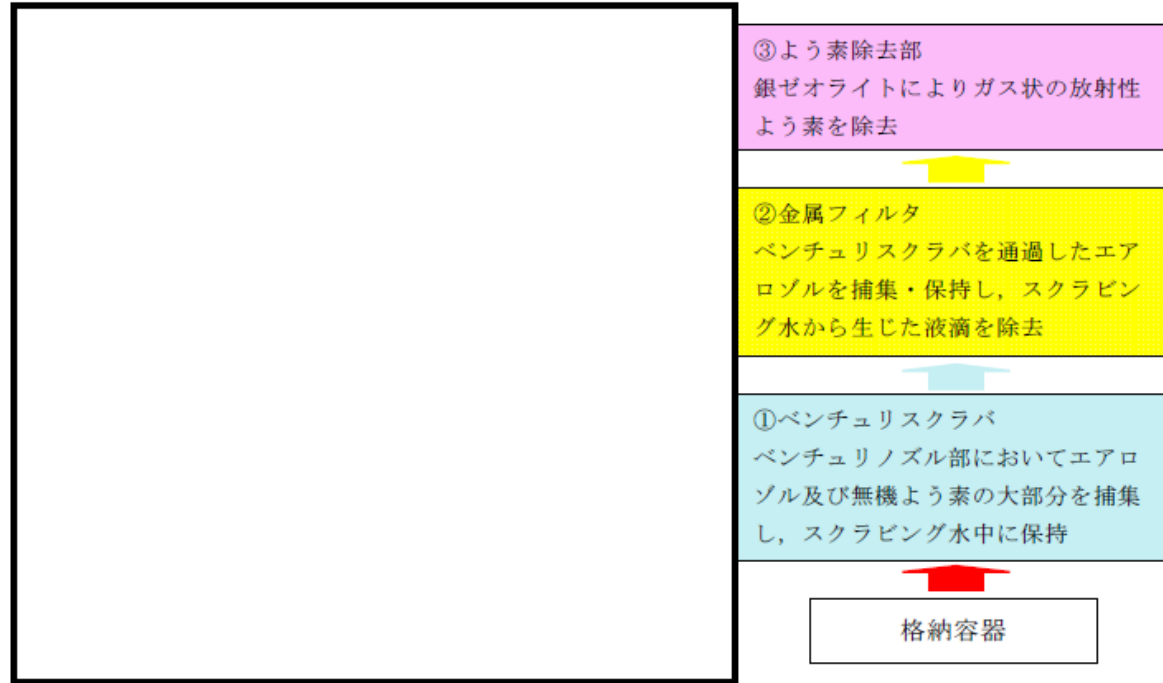 ③よう素除去部
銀ゼオライトによりガス状の放射性
よう素を除去
②金属フィルタ
ベンチュリスクラバを通過したエア
ロゾルを捕集・保持し，スクラビン
グ水から生じた液滴を除去
①ベンチュリスクラバ
ベンチュリノズル部においてエアロ
ゾル及び無機よう素の大部分を捕集
し，スクラビング水中に保持
格納容器